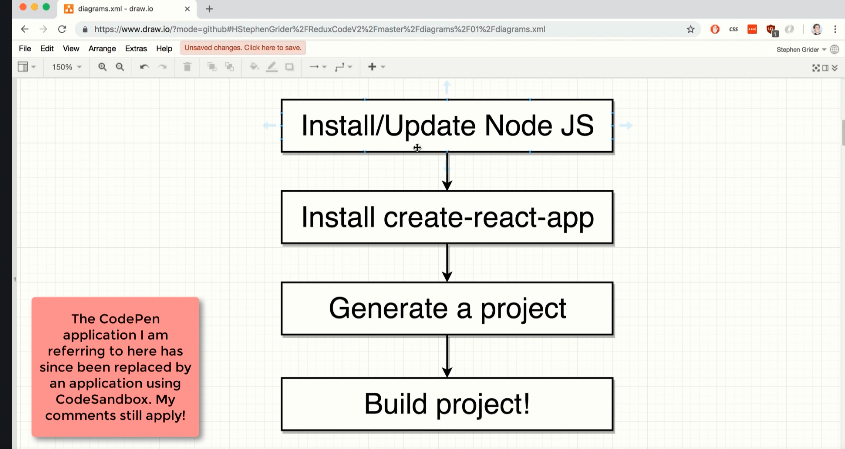 diagrams.xml - draw.io
https://www.draw.io/?mode=github#HStephenGrider%2FReduxCodeV2%2Fmaster%2Fdiagrams%2F01%2Fdiagrams.xml
File Edit View Arrange Extras Help Unsaved changes. Click here to save.
Stephen Grider
150%
Install/Update Node JS
Install create-react-app
Generate a project
Build project!
The CodePen
application I am
referring to here has
since been replaced by
an application using
CodeSandbox. My
comments still apply!